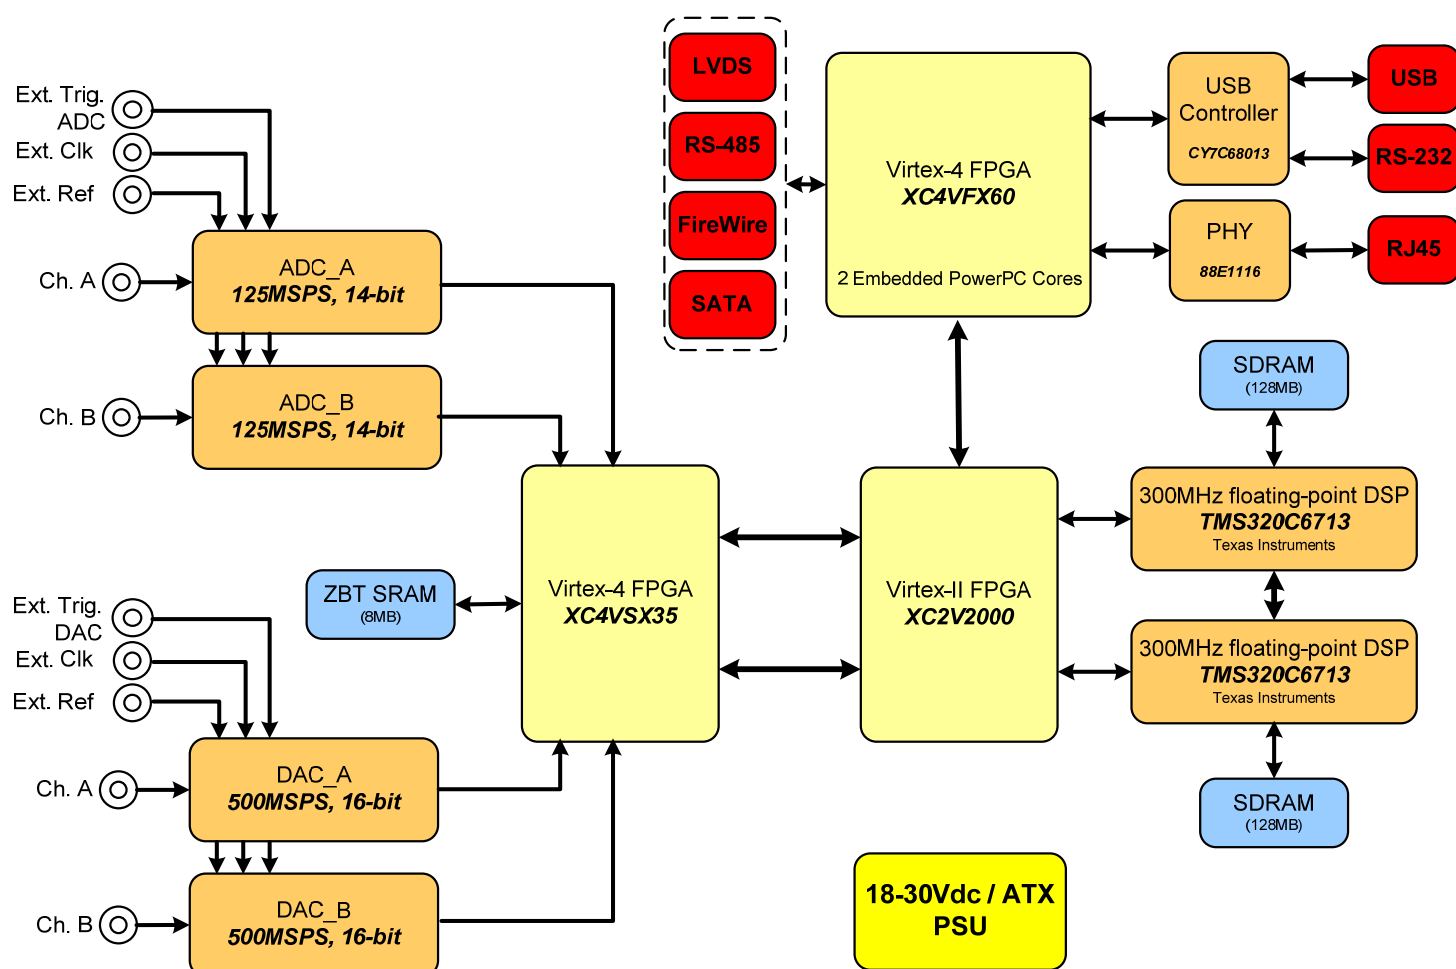 Ext. Trig.
ADC
Ext. Clk
Ext. Ref
Ch. A
ADC_A
125MSPS, 14-bit
Ch. B
ADC_B
125MSPS, 14-bit
LVDS
RS-485
FireWire
SATA
Virtex-4 FPGA
XC4VFX60
2 Embedded PowerPC Cores
USB
Controller
CY7C68013
USB
RS-232
PHY
88E1116
RJ45
SDRAM
(128MB)
300MHz floating-point DSP
TMS320C6713
Texas Instruments
ZBT SRAM
(8MB)
Virtex-4 FPGA
XC4VSX35
Virtex-II FPGA
XC2V2000
300MHz floating-point DSP
TMS320C6713
Texas Instruments
SDRAM
(128MB)
Ext. Trig.
DAC
Ext. Clk
Ext. Ref
Ch. A
DAC_A
500MSPS, 16-bit
Ch. B
DAC_B
500MSPS, 16-bit
18-30Vdc / ATX
PSU